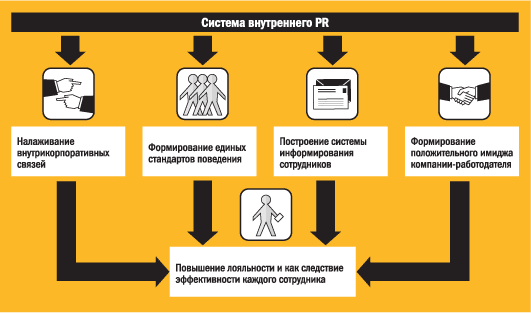 Система внутреннего PR
Налаживание
внутрикорпоративных
связей
Формирование единых
стандартов поведения
Построение системы
информирования
сотрудников
Формирование
положительного имиджа
компании-работодателя
Повышение лояльности и как следствие
эффективности каждого сотрудника